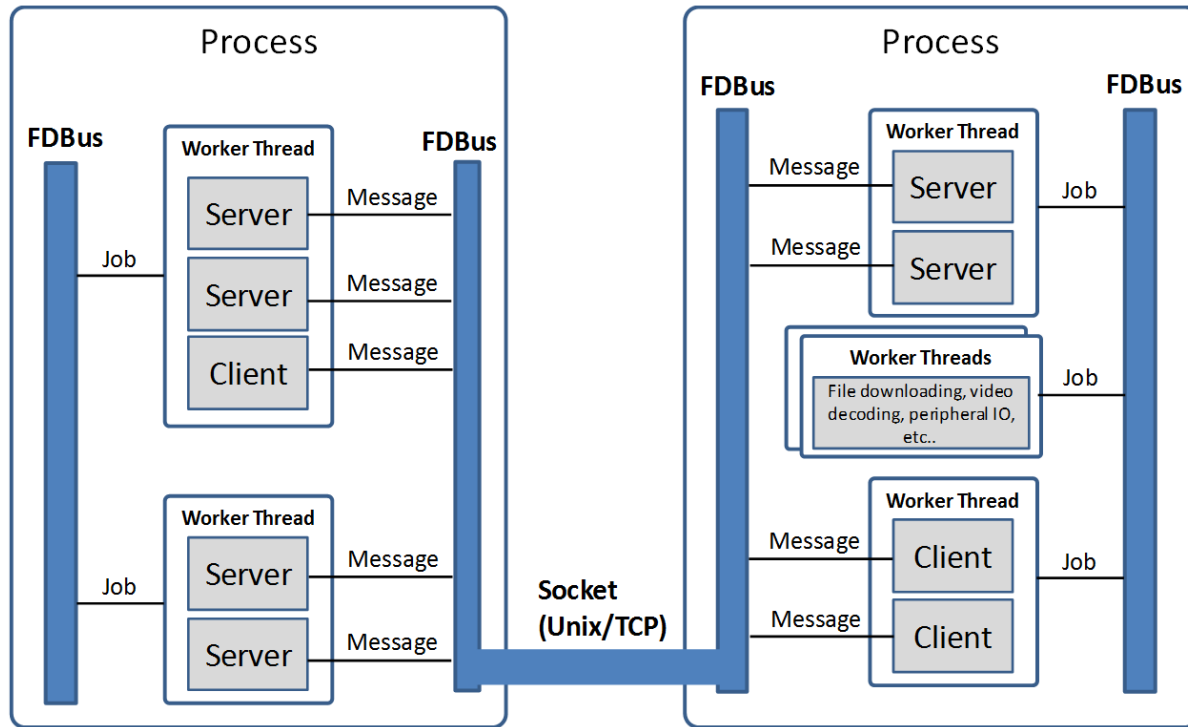 Process
FDBus
FDBus
Worker Thread
Server
Message
Job
Server
Message
Client
Message
Worker Thread
Server
Message
Job
Server
Message
Socket
(Unix/TCP)
Process
FDBus
FDBus
Worker Thread
Message
Server
Job
Message
Server
Worker Threads
File downloading, video
decoding, peripheral IO,
etc..
Job
Worker Thread
Message
Client
Job
Message
Client